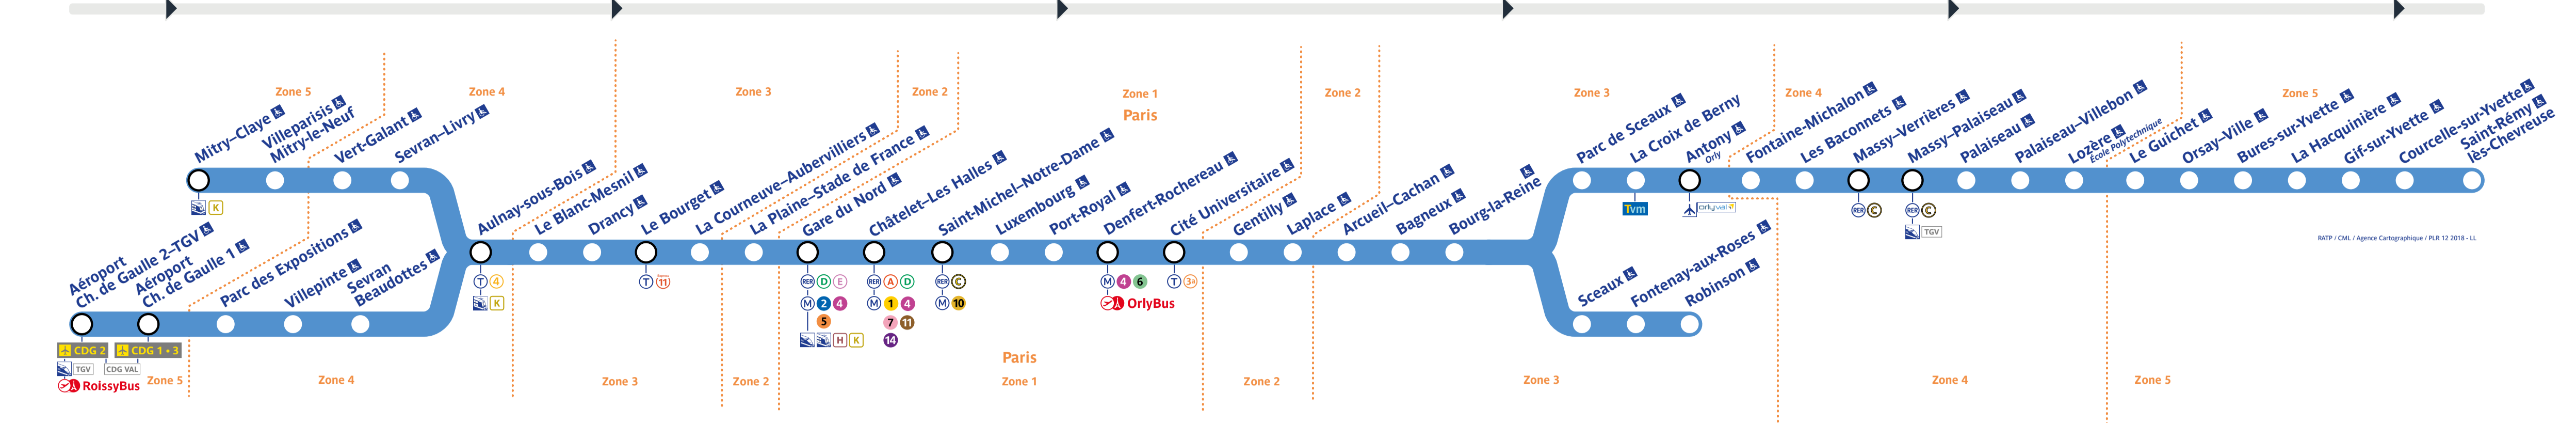 Zone 5
Zone 4
Zone 3
Zone 2
Zone 1
Paris
Zone 2
Zone 3
Zone 4
Zone 5
Mitry–Claye
Villeparisis
Mitry-le-Neuf
Vert-Galant
Sevran–Livry
K
Aéroport
Ch. de Gaulle 2–TGV
Aéroport
Ch. de Gaulle 1
Parc des Expositions
Villepinte
Sevran
Beaudottes
CDG 2
CDG 1 • 3
TGV
CDG VAL
RoissyBus
Aulnay-sous-Bois
T 4
K
Le Blanc-Mesnil
Drancy
Le Bourget
T 11
La Courneuve–Aubervilliers
La Plaine–Stade de France
Gare du Nord
RER D E
M 2 4
5
H K
Châtelet–Les Halles
RER A D
M 1 4
7 11
14
Saint-Michel–Notre-Dame
RER C
M 10
Luxembourg
Port-Royal
Denfert-Rochereau
M 4 6
OrlyBus
Cité Universitaire
T 3a
Gentilly
Laplace
Arcueil–Cachan
Bagneux
Bourg-la-Reine
Parc de Sceaux
La Croix de Berny
Tvm
Antony
Orly
orlyval
Fontaine-Michalon
Les Baconnets
Massy–Verrières
RER C
Massy–Palaiseau
RER C
TGV
Palaiseau
Palaiseau–Villebon
Lozère
École Polytechnique
Le Guichet
Orsay–Ville
Bures-sur-Yvette
La Hacquinière
Gif-sur-Yvette
Courcelle-sur-Yvette
Saint-Rémy
lès-Chevreuse
Sceaux
Fontenay-aux-Roses
Robinson
RATP / CML / Agence Cartographique / PLR 12 2018 - LL
Zone 5
Zone 4
Zone 3
Zone 2
Paris
Zone 1
Zone 2
Zone 3
Zone 4
Zone 5